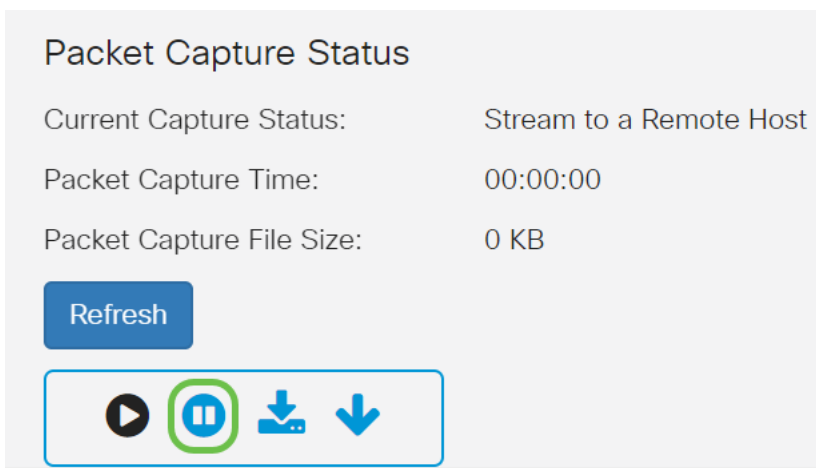 Packet Capture Status
Current Capture Status: Stream to a Remote Host
Packet Capture Time: 00:00:00
Packet Capture File Size: 0 KB
Refresh